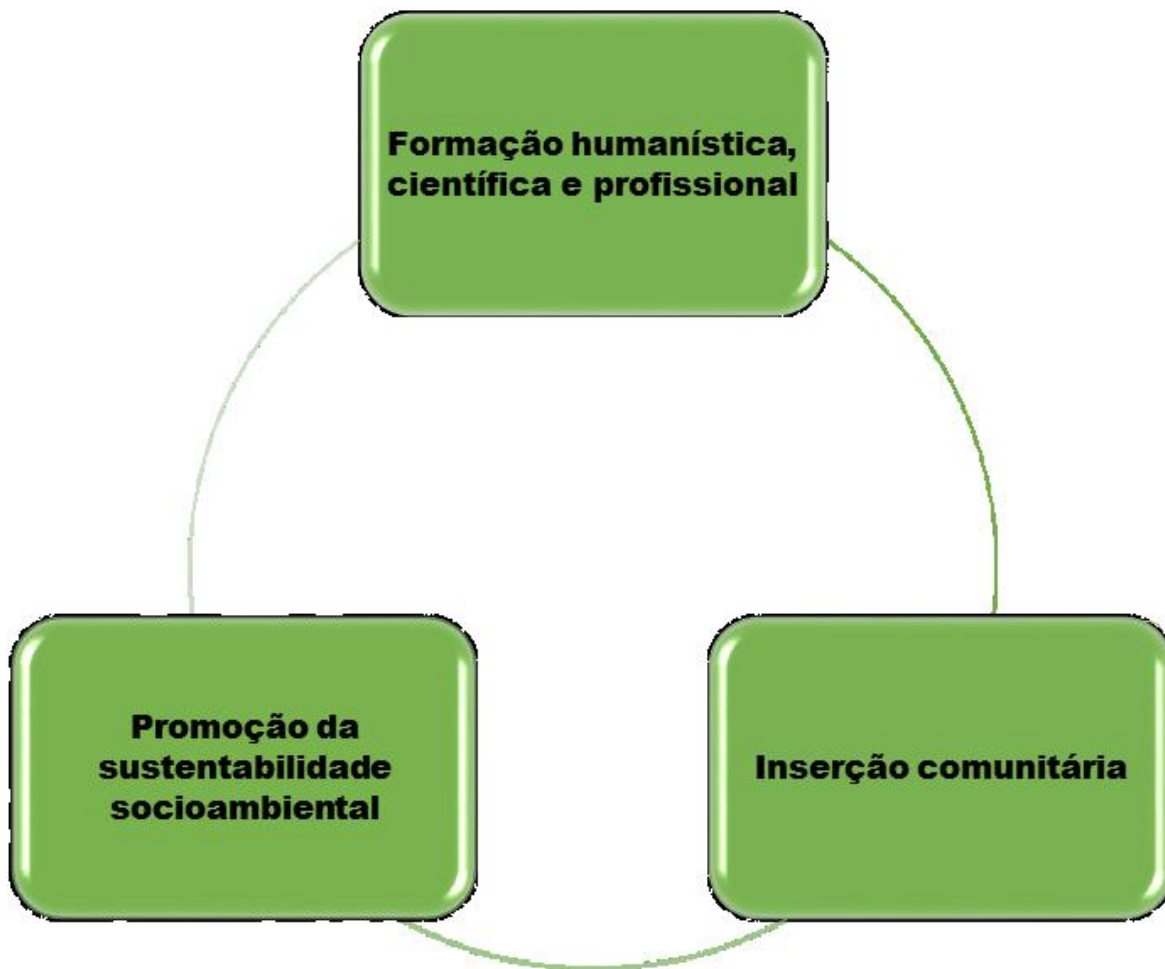 Formação humanística,
científica e profissional
Promoção da
sustentabilidade
socioambiental
Inserção comunitária